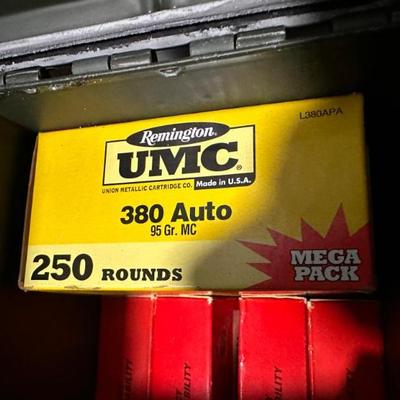 L380APA
Remington®
UMC®
UNION METALLIC CARTRIDGE CO. Made in U.S.A.
380 Auto
95 Gr. MC
250 ROUNDS
MEGA
PACK